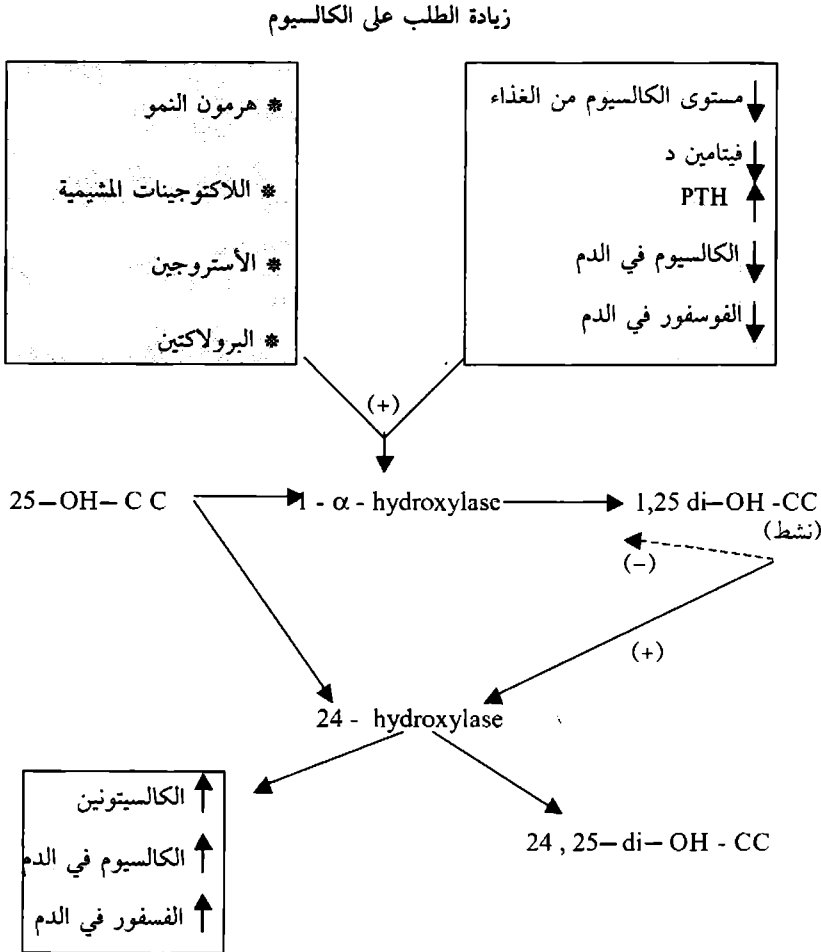 زيادة الطلب على الكالسيوم
مستوى الكالسيوم من الغذاء
فيتامين د
PTH
الكالسيوم في الدم
الفوسفور في الدم
* هرمون النمو
* اللاكتوجينات المشيمية
* الأستروجين
* البرولاكتين
(+)
25–OH– C C
1 - α - hydroxylase
1,25 di–OH -CC
(نشط)
(–)
(+)
24 - hydroxylase
الكالسيتونين
الكالسيوم في الدم
الفسفور في الدم
24 , 25– di– OH - CC